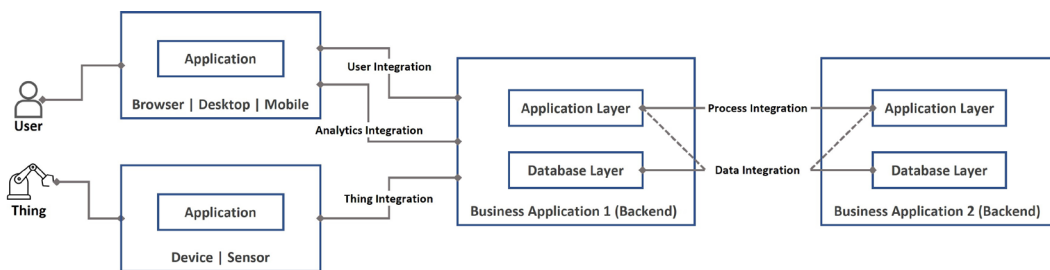 Application
Browser | Desktop | Mobile
User
User Integration
Analytics Integration
Application
Device | Sensor
Thing
Thing Integration
Application Layer
Database Layer
Business Application 1 (Backend)
Process Integration
Data Integration
Application Layer
Database Layer
Business Application 2 (Backend)